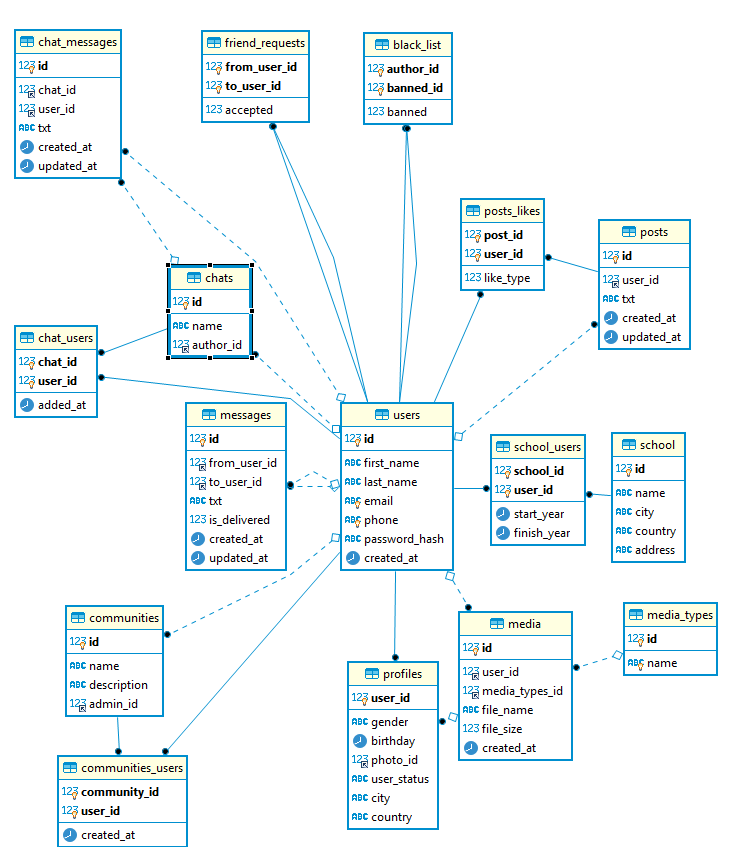 chat_messages
123 id
123 chat_id
123 user_id
ABC txt
created_at
updated_at
friend_requests
123 from_user_id
123 to_user_id
123 accepted
black_list
123 author_id
123 banned_id
123 banned
posts_likes
123 post_id
123 user_id
123 like_type
posts
123 id
123 user_id
ABC txt
created_at
updated_at
chats
123 id
ABC name
123 author_id
chat_users
123 chat_id
123 user_id
added_at
messages
123 id
123 from_user_id
123 to_user_id
ABC txt
123 is_delivered
created_at
updated_at
users
123 id
ABC first_name
ABC last_name
ABC email
ABC phone
ABC password_hash
created_at
school_users
123 school_id
123 user_id
start_year
finish_year
school
123 id
ABC name
ABC city
ABC country
ABC address
communities
123 id
ABC name
ABC description
123 admin_id
profiles
123 user_id
ABC gender
birthday
123 photo_id
ABC user_status
ABC city
ABC country
media
123 id
123 user_id
123 media_types_id
ABC file_name
123 file_size
created_at
media_types
123 id
ABC name
communities_users
123 community_id
123 user_id
created_at